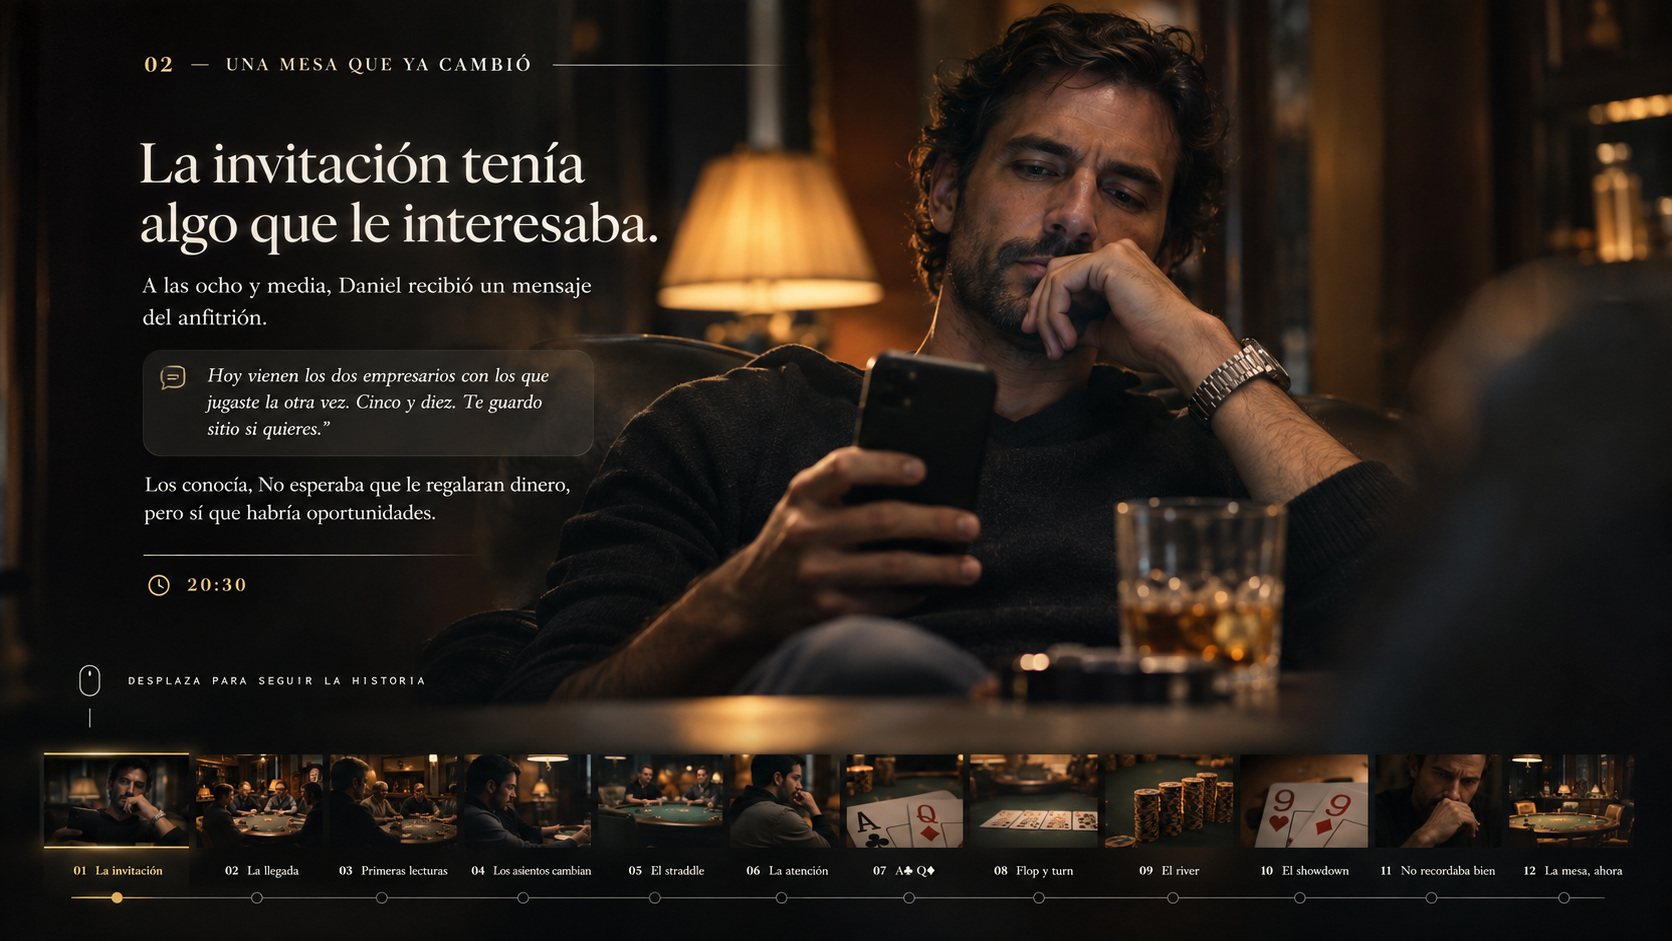 02 — UNA MESA QUE YA CAMBIÓ
La invitación tenía
algo que le interesaba.
A las ocho y media, Daniel recibió un mensaje
del anfitrión.
Hoy vienen los dos empresarios con los que
jugaste la otra vez. Cinco y diez. Te guardo
sitio si quieres.”
Los conocía, No esperaba que le regalaran dinero,
pero sí que habría oportunidades.
20:30
DESPLAZA PARA SEGUIR LA HISTORIA
A Q
9 9
01 La invitación
02 La llegada
03 Primeras lecturas
04 Los asientos cambian
05 El straddle
06 La atención
07 A♣ Q♦
08 Flop y turn
09 El river
10 El showdown
11 No recordaba bien
12 La mesa, ahora